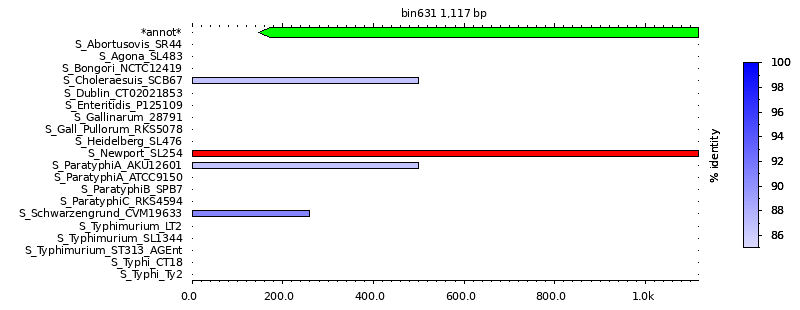 bin631 1,117 bp
*annot*
S_Abortusovis_SR44
S_Agona_SL483
S_Bongori_NCTC12419
S_Choleraesuis_SCB67
S_Dublin_CT02021853
S_Enteritidis_P125109
S_Gallinarum_28791
S_Gall_Pullorum_RKS5078
S_Heidelberg_SL476
S_Newport_SL254
S_ParatyphiA_AKU12601
S_ParatyphiA_ATCC9150
S_ParatyphiB_SPB7
S_ParatyphiC_RKS4594
S_Schwarzengrund_CVM19633
S_Typhimurium_LT2
S_Typhimurium_SL1344
S_Typhimurium_ST313_AGEnt
S_Typhi_CT18
S_Typhi_Ty2
0.0 200.0 400.0 600.0 800.0 1.0k
% identity
100
98
96
94
92
90
88
86